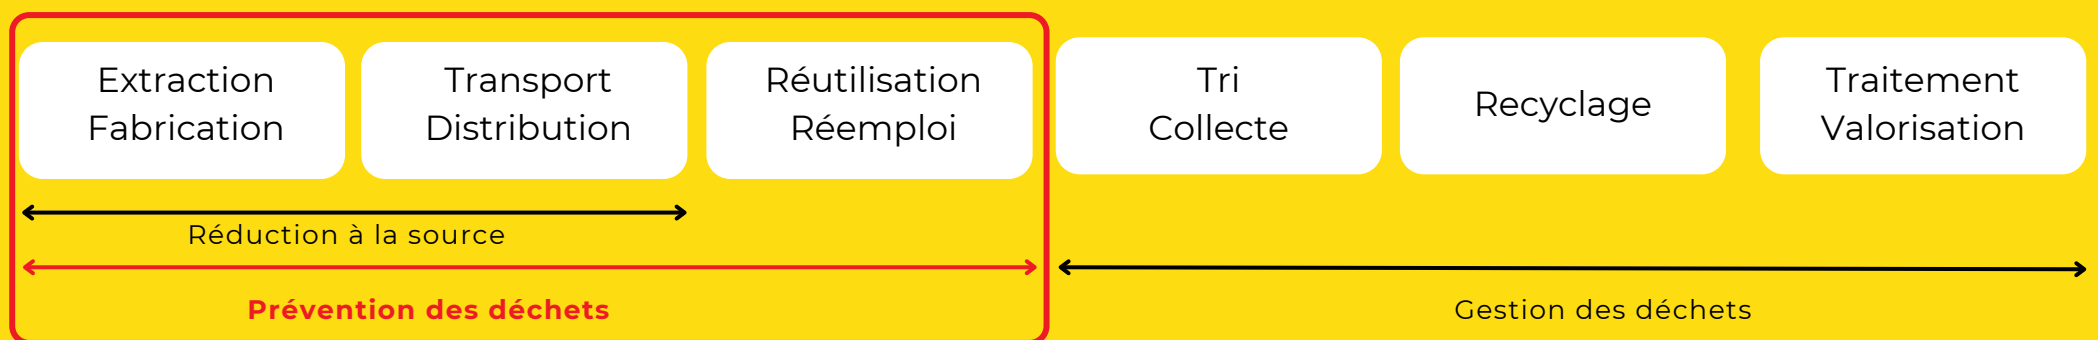 Extraction
Fabrication
Transport
Distribution
Réutilisation
Réemploi
Tri
Collecte
Recyclage
Traitement
Valorisation
Réduction à la source
Prévention des déchets
Gestion des déchets